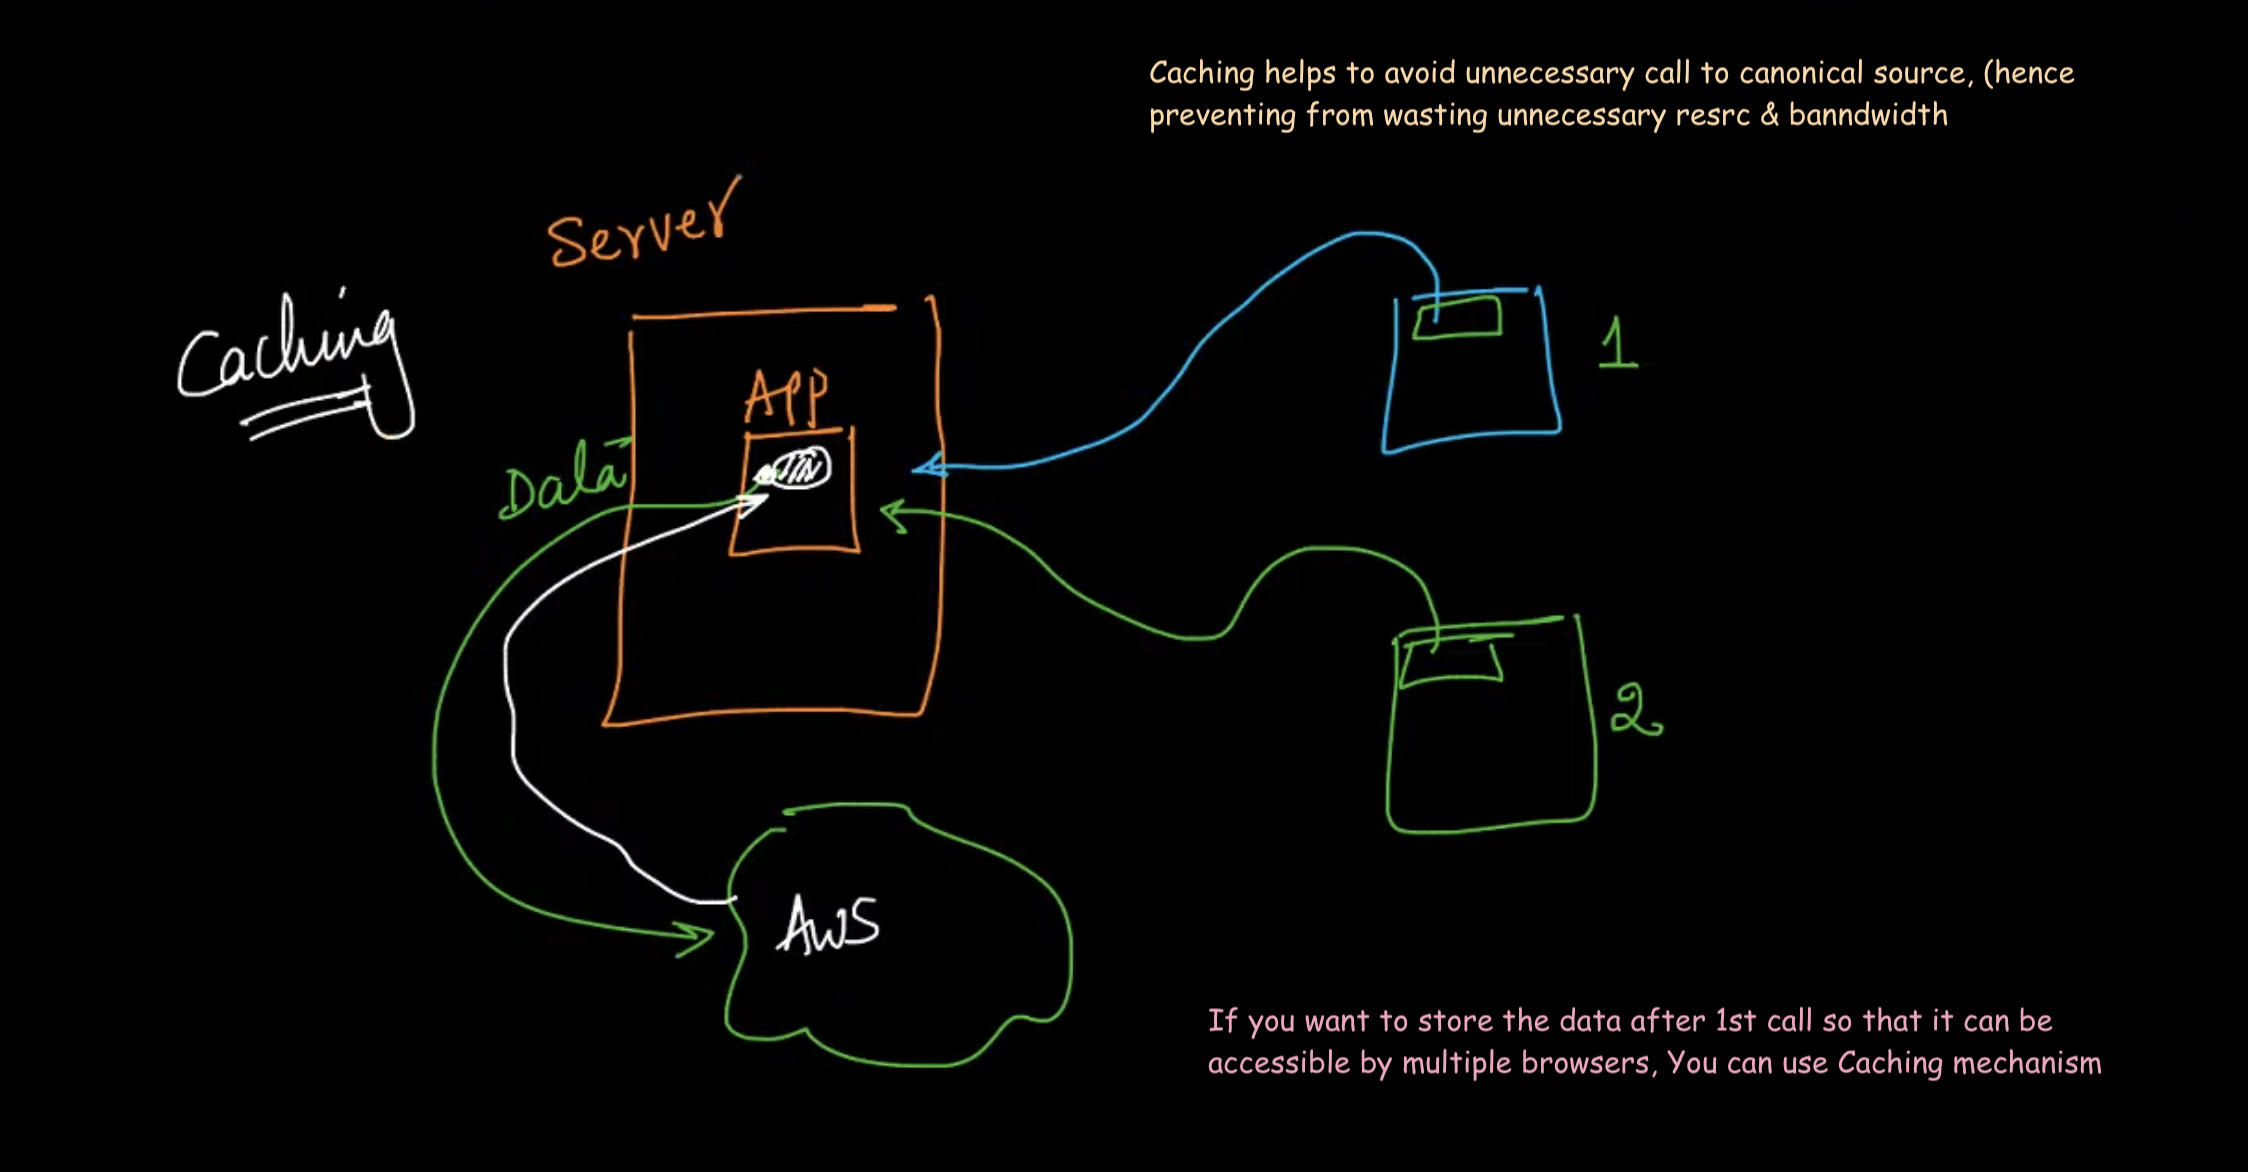 Caching helps to avoid unnecessary call to canonical source, (hence
preventing from wasting unnecessary resrc & banndwidth
Server
Caching
App
Data
1
2
AWS
If you want to store the data after 1st call so that it can be
accessible by multiple browsers, You can use Caching mechanism